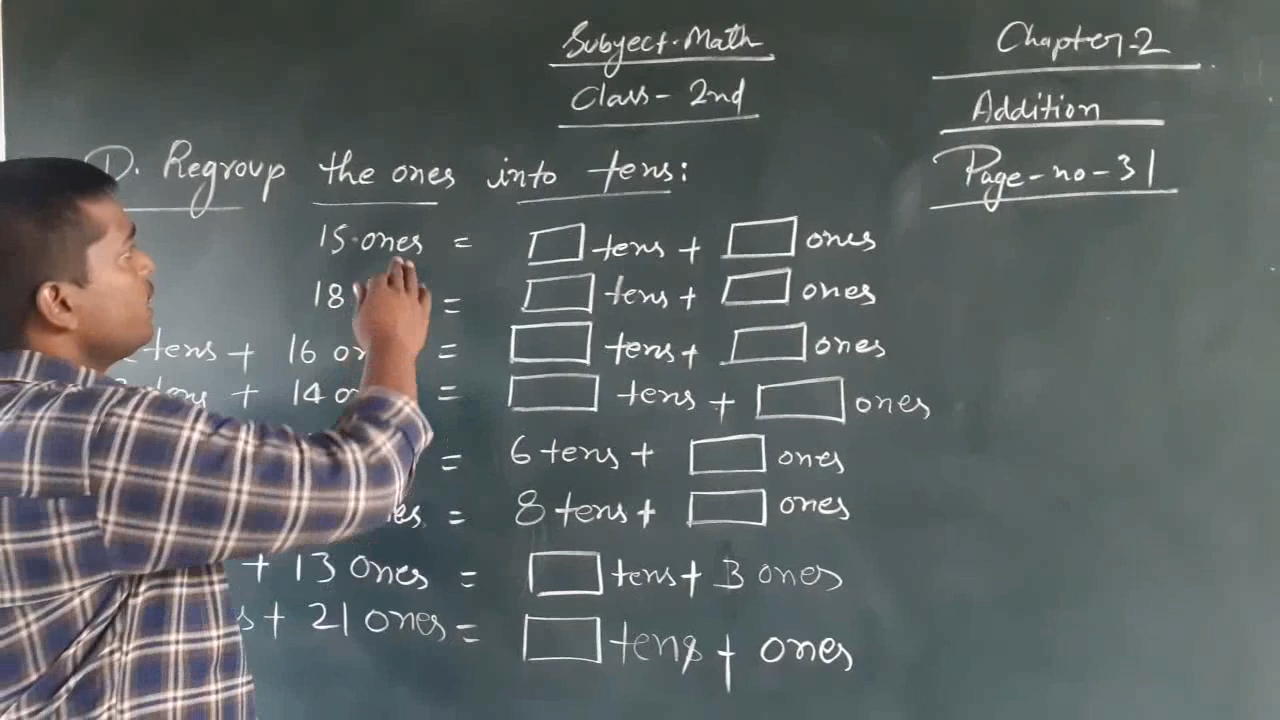 Subject-Math
Class-2nd
Chapter-2
Addition
Page-no-31
D. Regroup the ones into tens:
15 ones = tens + ones
18 = tens + ones
tens + 16 = tens + ones
+ 14 = tens + ones
= 6 tens + ones
= 8 tens + ones
+ 13 ones = tens + 3 ones
+ 21 ones = tens + ones